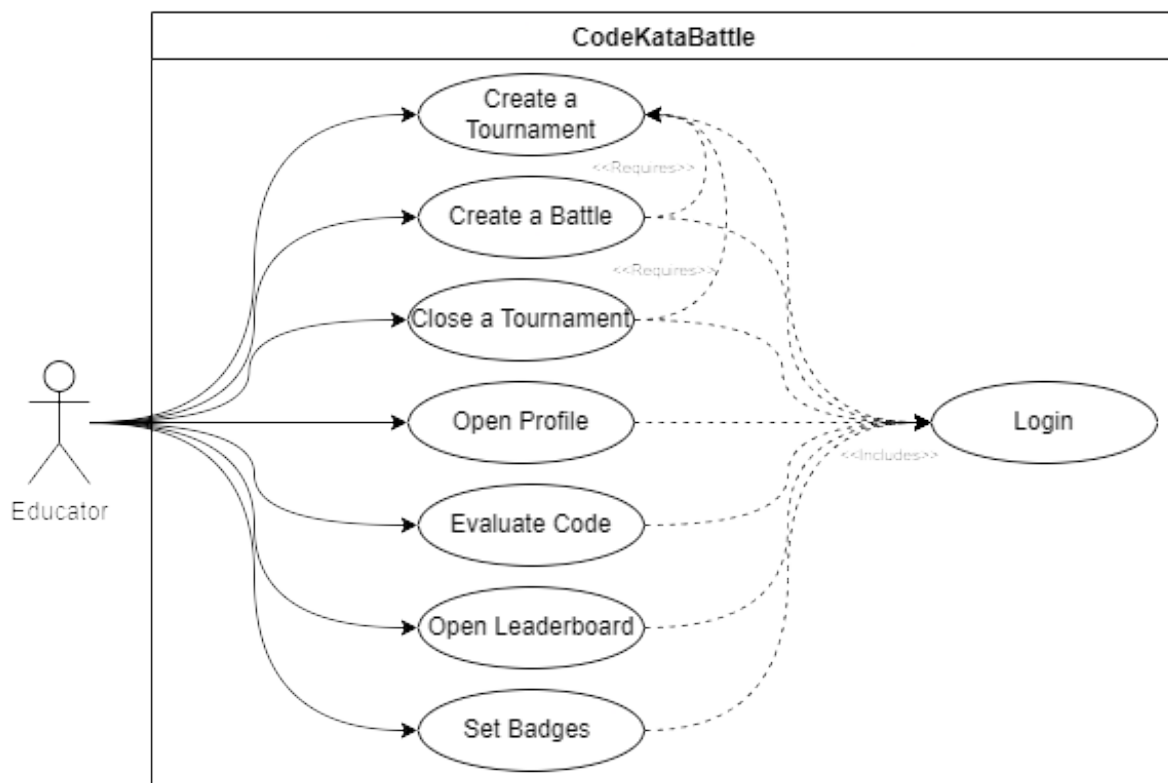 CodeKataBattle
Create a
Tournament
<<Requires>>
Create a Battle
<<Requires>>
Close a Tournament
Open Profile
Login
<<Includes>>
Educator
Evaluate Code
Open Leaderboard
Set Badges